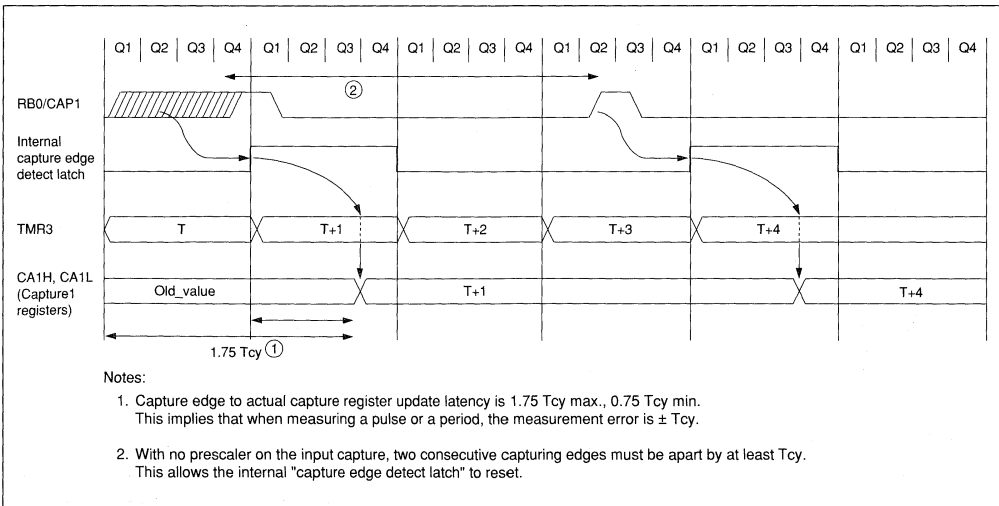 Q1 Q2 Q3 Q4 Q1 Q2 Q3 Q4 Q1 Q2 Q3 Q4 Q1 Q2 Q3 Q4 Q1 Q2 Q3 Q4 Q1 Q2 Q3 Q4
②
RB0/CAP1
Internal
capture edge
detect latch
TMR3 T T+1 T+2 T+3 T+4
CA1H, CA1L
(Capture1
registers)
Old_value T+1 T+4
1.75 Tcy ①
Notes:
1. Capture edge to actual capture register update latency is 1.75 Tcy max., 0.75 Tcy min.
This implies that when measuring a pulse or a period, the measurement error is ± Tcy.
2. With no prescaler on the input capture, two consecutive capturing edges must be apart by at least Tcy.
This allows the internal "capture edge detect latch" to reset.